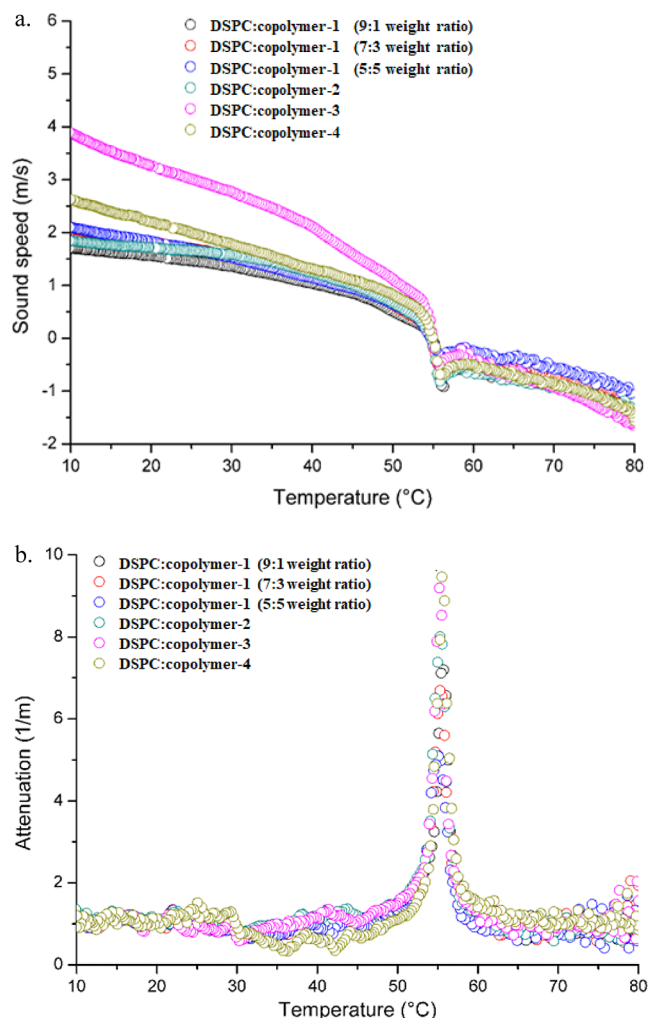 a.
DSPC:copolymer-1 (9:1 weight ratio)
DSPC:copolymer-1 (7:3 weight ratio)
DSPC:copolymer-1 (5:5 weight ratio)
DSPC:copolymer-2
DSPC:copolymer-3
DSPC:copolymer-4
6
5
4
3
2
1
0
-1
-2
Sound speed (m/s)
10 20 30 40 50 60 70 80
Temperature (°C)
b.
DSPC:copolymer-1 (9:1 weight ratio)
DSPC:copolymer-1 (7:3 weight ratio)
DSPC:copolymer-1 (5:5 weight ratio)
DSPC:copolymer-2
DSPC:copolymer-3
DSPC:copolymer-4
10
8
6
4
2
0
Attenuation (1/m)
10 20 30 40 50 60 70 80
Temperature (°C)